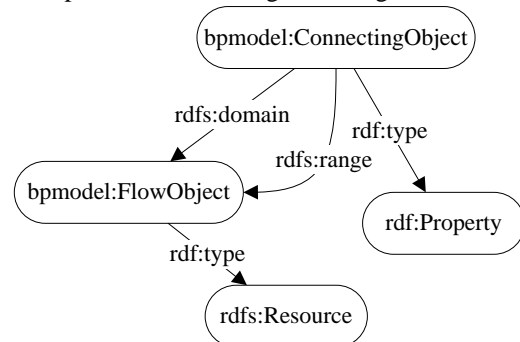 bpmodel:ConnectingObject
rdfs:domain
rdf:type
rdfs:range
bpmodel:FlowObject
rdf:Property
rdf:type
rdfs:Resource